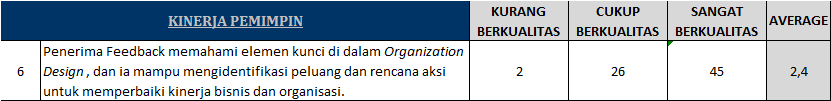 KINERJA PEMIMPIN
KURANG BERKUALITAS
CUKUP BERKUALITAS
SANGAT BERKUALITAS
AVERAGE
6
Penerima Feedback memahami elemen kunci di dalam Organization
Design , dan ia mampu mengidentifikasi peluang dan rencana aksi
untuk memperbaiki kinerja bisnis dan organisasi.
2
26
45
2,4